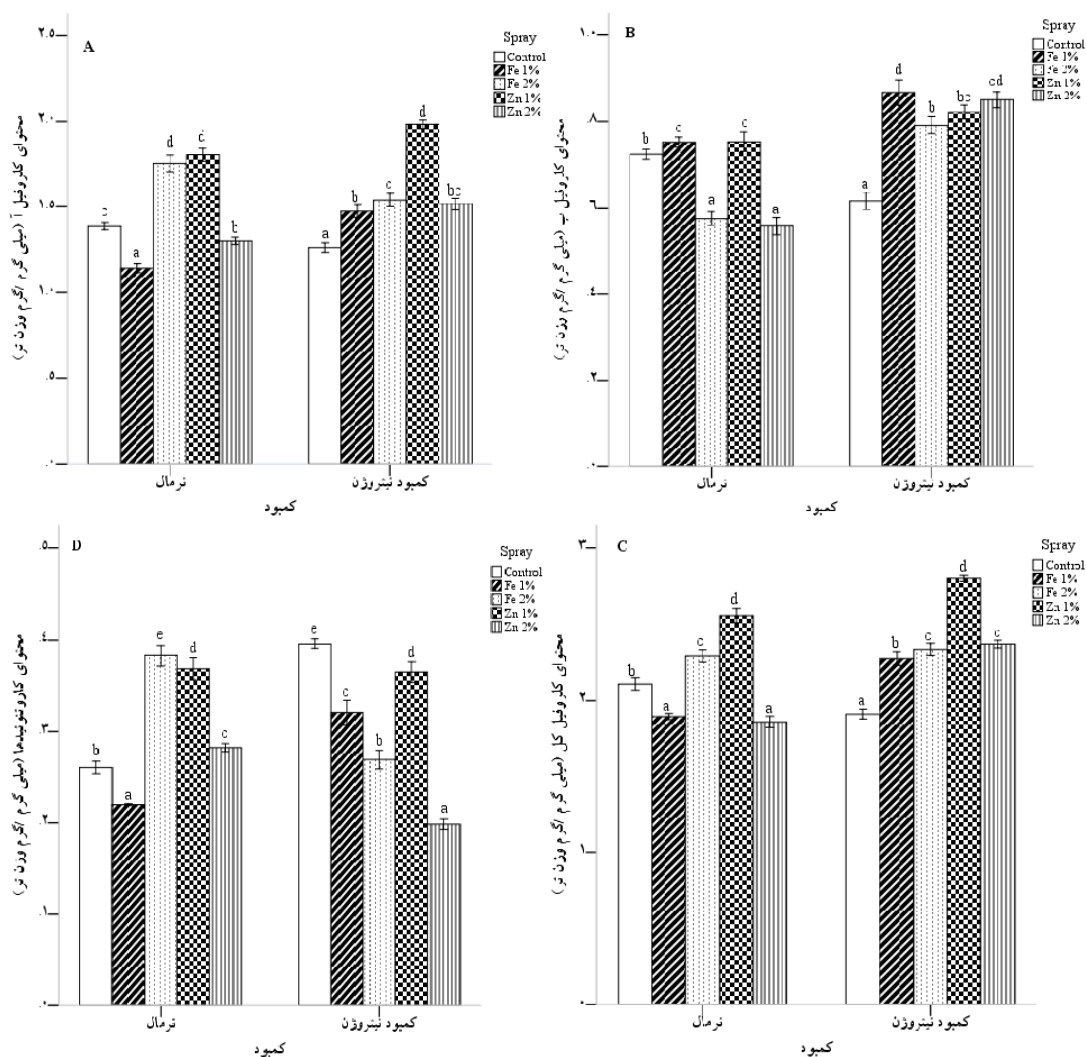 A
محتوای کلروفیل آ (میلی گرم /گرم وزن تر)
۲.۵
۲.۰
۱.۵
۱.۰
.۵
.۰
Spray
Control
Fe 1%
Fe 2%
Zn 1%
Zn 2%
c
a
d
d
b
a
b
c
d
bc
نرمال
کمبود نیتروژن
کمبود
B
محتوای کلروفیل ب (میلی گرم /گرم وزن تر)
۱.۰
.۸
.۶
.۴
.۲
.۰
Spray
Control
Fe 1%
Fe 2%
Zn 1%
Zn 2%
b
c
a
c
a
a
d
b
bc
cd
نرمال
کمبود نیتروژن
کمبود
D
محتوای کاروتنوئیدها (میلی گرم /گرم وزن تر)
.۵
.۴
.۳
.۲
.۱
.۰
Spray
Control
Fe 1%
Fe 2%
Zn 1%
Zn 2%
b
a
e
d
c
e
c
b
d
a
نرمال
کمبود نیتروژن
کمبود
C
محتوای کلروفیل کل (میلی گرم /گرم وزن تر)
۳
۲
۱
۰
Spray
Control
Fe 1%
Fe 2%
Zn 1%
Zn 2%
b
a
c
d
a
a
b
c
d
c
نرمال
کمبود نیتروژن
کمبود